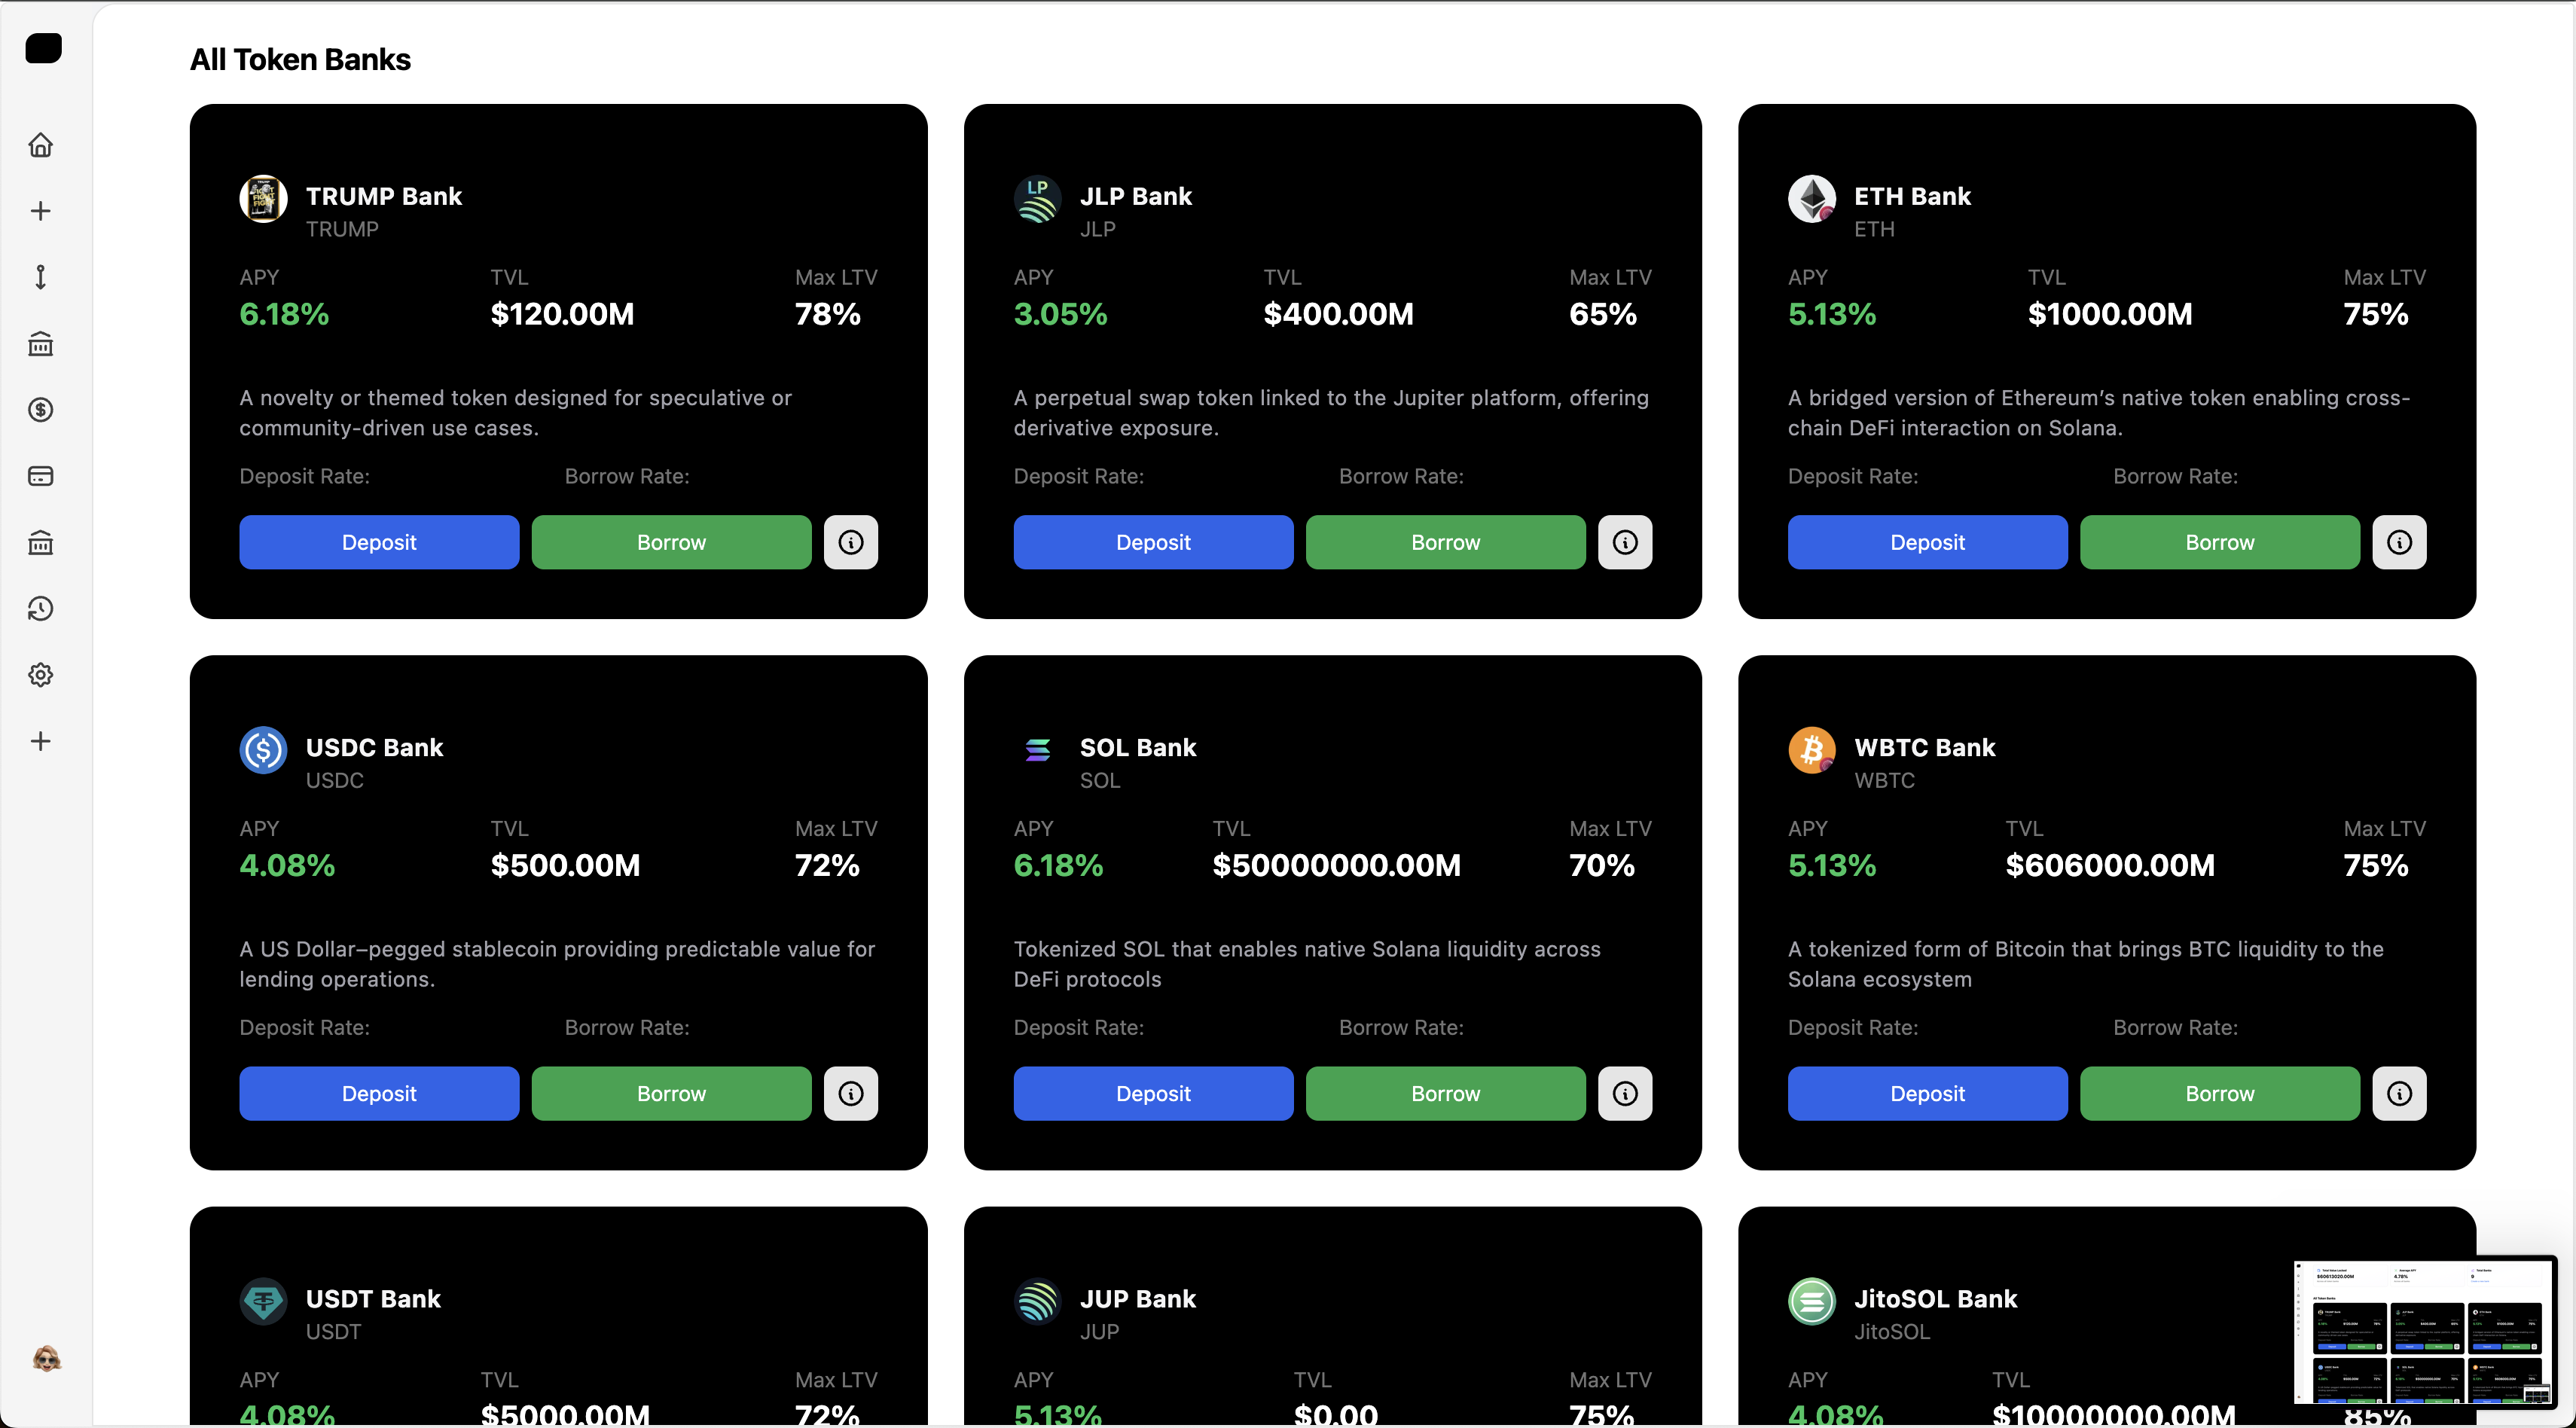 All Token Banks
TRUMP Bank
TRUMP
APY TVL Max LTV
6.18% $120.00M 78%
A novelty or themed token designed for speculative or
community-driven use cases.
Deposit Rate: Borrow Rate:
Deposit Borrow
LP
JLP Bank
JLP
APY TVL Max LTV
3.05% $400.00M 65%
A perpetual swap token linked to the Jupiter platform, offering
derivative exposure.
Deposit Rate: Borrow Rate:
Deposit Borrow
ETH Bank
ETH
APY TVL Max LTV
5.13% $1000.00M 75%
A bridged version of Ethereum’s native token enabling cross-
chain DeFi interaction on Solana.
Deposit Rate: Borrow Rate:
Deposit Borrow
USDC Bank
USDC
APY TVL Max LTV
4.08% $500.00M 72%
A US Dollar–pegged stablecoin providing predictable value for
lending operations.
Deposit Rate: Borrow Rate:
Deposit Borrow
SOL Bank
SOL
APY TVL Max LTV
6.18% $50000000.00M 70%
Tokenized SOL that enables native Solana liquidity across
DeFi protocols
Deposit Rate: Borrow Rate:
Deposit Borrow
WBTC Bank
WBTC
APY TVL Max LTV
5.13% $606000.00M 75%
A tokenized form of Bitcoin that brings BTC liquidity to the
Solana ecosystem
Deposit Rate: Borrow Rate:
Deposit Borrow
USDT Bank
USDT
APY TVL Max LTV
4.08% $5000.00M 72%
JUP Bank
JUP
APY TVL Max LTV
5.13% $0.00 75%
JitoSOL Bank
JitoSOL
APY TVL
4.08% $10000000.00M 85%